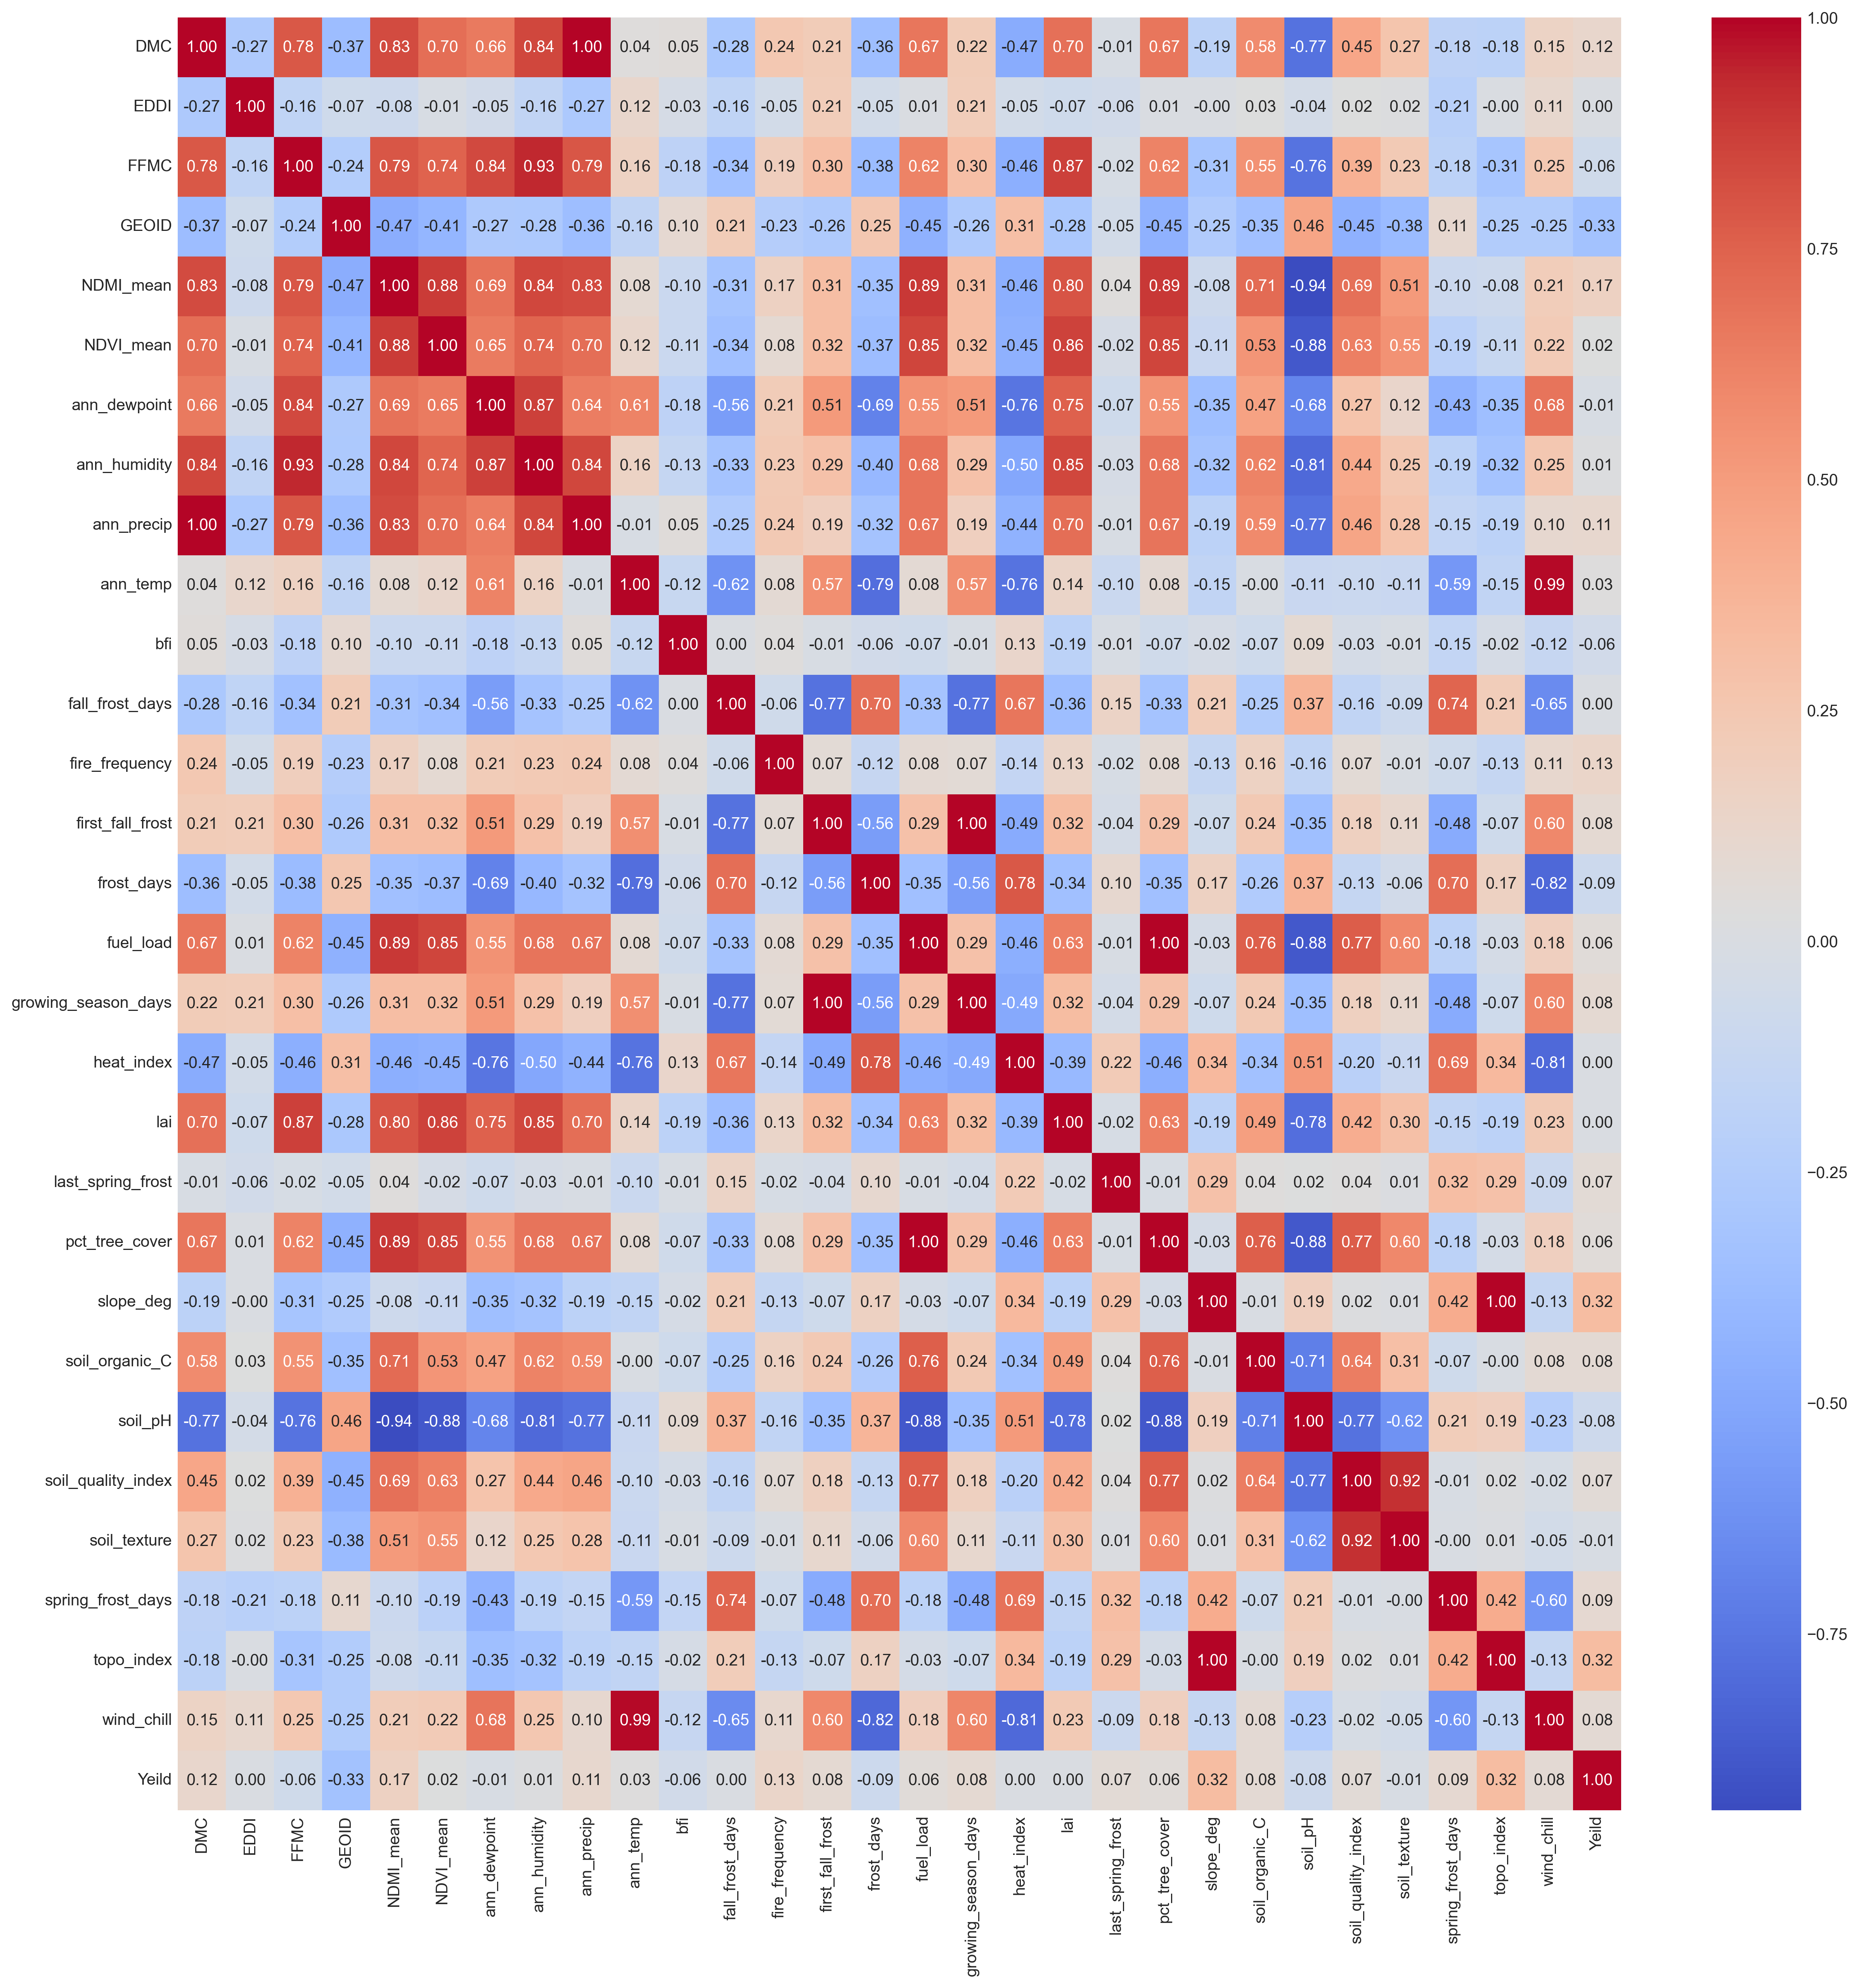 DMC 1.00 -0.27 0.78 -0.37 0.83 0.70 0.66 0.84 1.00 0.04 0.05 -0.28 0.24 0.21 -0.36 0.67 0.22 -0.47 0.70 -0.01 0.67 -0.19 0.58 -0.77 0.45 0.27 -0.18 -0.18 0.15 0.12
EDDI -0.27 1.00 -0.16 -0.07 -0.08 -0.01 -0.05 -0.16 -0.27 0.12 -0.03 -0.16 -0.05 0.21 -0.05 0.01 0.21 -0.05 -0.07 -0.06 0.01 -0.00 0.03 -0.04 0.02 0.02 -0.21 -0.00 0.11 0.00
FFMC 0.78 -0.16 1.00 -0.24 0.79 0.74 0.84 0.93 0.79 0.16 -0.18 -0.34 0.19 0.30 -0.38 0.62 0.30 -0.46 0.87 -0.02 0.62 -0.31 0.55 -0.76 0.39 0.23 -0.18 -0.31 0.25 -0.06
GEOID -0.37 -0.07 -0.24 1.00 -0.47 -0.41 -0.27 -0.28 -0.36 -0.16 0.10 0.21 -0.23 -0.26 0.25 -0.45 -0.26 0.31 -0.28 -0.05 -0.45 -0.25 -0.35 0.46 -0.45 -0.38 0.11 -0.25 -0.25 -0.33
NDMI_mean 0.83 -0.08 0.79 -0.47 1.00 0.88 0.69 0.84 0.83 0.08 -0.10 -0.31 0.17 0.31 -0.35 0.89 0.31 -0.46 0.80 0.04 0.89 -0.08 0.71 -0.94 0.69 0.51 -0.10 -0.08 0.21 0.17
NDVI_mean 0.70 -0.01 0.74 -0.41 0.88 1.00 0.65 0.74 0.70 0.12 -0.11 -0.34 0.08 0.32 -0.37 0.85 0.32 -0.45 0.86 -0.02 0.85 -0.11 0.53 -0.88 0.63 0.55 -0.19 -0.11 0.22 0.02
ann_dewpoint 0.66 -0.05 0.84 -0.27 0.69 0.65 1.00 0.87 0.64 0.61 -0.18 -0.56 0.21 0.51 -0.69 0.55 0.51 -0.76 0.75 -0.07 0.55 -0.35 0.47 -0.68 0.27 0.12 -0.43 -0.35 0.68 -0.01
ann_humidity 0.84 -0.16 0.93 -0.28 0.84 0.74 0.87 1.00 0.84 0.16 -0.13 -0.33 0.23 0.29 -0.40 0.68 0.29 -0.50 0.85 -0.03 0.68 -0.32 0.62 -0.81 0.44 0.25 -0.19 -0.32 0.25 0.01
ann_precip 1.00 -0.27 0.79 -0.36 0.83 0.70 0.64 0.84 1.00 -0.01 0.05 -0.25 0.24 0.19 -0.32 0.67 0.19 -0.44 0.70 -0.01 0.67 -0.19 0.59 -0.77 0.46 0.28 -0.15 -0.19 0.10 0.11
ann_temp 0.04 0.12 0.16 -0.16 0.08 0.12 0.61 0.16 -0.01 1.00 -0.12 -0.62 0.08 0.57 -0.79 0.08 0.57 -0.76 0.14 -0.10 0.08 -0.15 -0.00 -0.11 -0.10 -0.11 -0.59 -0.15 0.99 0.03
bfi 0.05 -0.03 -0.18 0.10 -0.10 -0.11 -0.18 -0.13 0.05 -0.12 1.00 0.00 0.04 -0.01 -0.06 -0.07 -0.01 0.13 -0.19 -0.01 -0.07 -0.02 -0.07 0.09 -0.03 -0.01 -0.15 -0.02 -0.12 -0.06
fall_frost_days -0.28 -0.16 -0.34 0.21 -0.31 -0.34 -0.56 -0.33 -0.25 -0.62 0.00 1.00 -0.06 -0.77 0.70 -0.33 -0.77 0.67 -0.36 0.15 -0.33 0.21 -0.25 0.37 -0.16 -0.09 0.74 0.21 -0.65 0.00
fire_frequency 0.24 -0.05 0.19 -0.23 0.17 0.08 0.21 0.23 0.24 0.08 0.04 -0.06 1.00 0.07 -0.12 0.08 0.07 -0.14 0.13 -0.02 0.08 -0.13 0.16 -0.16 0.07 -0.01 -0.07 -0.13 0.11 0.13
first_fall_frost 0.21 0.21 0.30 -0.26 0.31 0.32 0.51 0.29 0.19 0.57 -0.01 -0.77 0.07 1.00 -0.56 0.29 1.00 -0.49 0.32 -0.04 0.29 -0.07 0.24 -0.35 0.18 0.11 -0.48 -0.07 0.60 0.08
frost_days -0.36 -0.05 -0.38 0.25 -0.35 -0.37 -0.69 -0.40 -0.32 -0.79 -0.06 0.70 -0.12 -0.56 1.00 -0.35 -0.56 0.78 -0.34 0.10 -0.35 0.17 -0.26 0.37 -0.13 -0.06 0.70 0.17 -0.82 -0.09
fuel_load 0.67 0.01 0.62 -0.45 0.89 0.85 0.55 0.68 0.67 0.08 -0.07 -0.33 0.08 0.29 -0.35 1.00 0.29 -0.46 0.63 -0.01 1.00 -0.03 0.76 -0.88 0.77 0.60 -0.18 -0.03 0.18 0.06
growing_season_days 0.22 0.21 0.30 -0.26 0.31 0.32 0.51 0.29 0.19 0.57 -0.01 -0.77 0.07 1.00 -0.56 0.29 1.00 -0.49 0.32 -0.04 0.29 -0.07 0.24 -0.35 0.18 0.11 -0.48 -0.07 0.60 0.08
heat_index -0.47 -0.05 -0.46 0.31 -0.46 -0.45 -0.76 -0.50 -0.44 -0.76 0.13 0.67 -0.14 -0.49 0.78 -0.46 -0.49 1.00 -0.39 0.22 -0.46 0.34 -0.34 0.51 -0.20 -0.11 0.69 0.34 -0.81 0.00
lai 0.70 -0.07 0.87 -0.28 0.80 0.86 0.75 0.85 0.70 0.14 -0.19 -0.36 0.13 0.32 -0.34 0.63 0.32 -0.39 1.00 -0.02 0.63 -0.19 0.49 -0.78 0.42 0.30 -0.15 -0.19 0.23 0.00
last_spring_frost -0.01 -0.06 -0.02 -0.05 0.04 -0.02 -0.07 -0.03 -0.01 -0.10 -0.01 0.15 -0.02 -0.04 0.10 -0.01 -0.04 0.22 -0.02 1.00 -0.01 0.29 0.04 0.02 0.04 0.01 0.32 0.29 -0.09 0.07
pct_tree_cover 0.67 0.01 0.62 -0.45 0.89 0.85 0.55 0.68 0.67 0.08 -0.07 -0.33 0.08 0.29 -0.35 1.00 0.29 -0.46 0.63 -0.01 1.00 -0.03 0.76 -0.88 0.77 0.60 -0.18 -0.03 0.18 0.06
slope_deg -0.19 -0.00 -0.31 -0.25 -0.08 -0.11 -0.35 -0.32 -0.19 -0.15 -0.02 0.21 -0.13 -0.07 0.17 -0.03 -0.07 0.34 -0.19 0.29 -0.03 1.00 -0.01 0.19 0.02 0.01 0.42 1.00 -0.13 0.32
soil_organic_C 0.58 0.03 0.55 -0.35 0.71 0.53 0.47 0.62 0.59 -0.00 -0.07 -0.25 0.16 0.24 -0.26 0.76 0.24 -0.34 0.49 0.04 0.76 -0.01 1.00 -0.71 0.64 0.31 -0.07 -0.00 0.08 0.08
soil_pH -0.77 -0.04 -0.76 0.46 -0.94 -0.88 -0.68 -0.81 -0.77 -0.11 0.09 0.37 -0.16 -0.35 0.37 -0.88 -0.35 0.51 -0.78 0.02 -0.88 0.19 -0.71 1.00 -0.77 -0.62 0.21 0.19 -0.23 -0.08
soil_quality_index 0.45 0.02 0.39 -0.45 0.69 0.63 0.27 0.44 0.46 -0.10 -0.03 -0.16 0.07 0.18 -0.13 0.77 0.18 -0.20 0.42 0.04 0.77 0.02 0.64 -0.77 1.00 0.92 -0.01 0.02 -0.02 0.07
soil_texture 0.27 0.02 0.23 -0.38 0.51 0.55 0.12 0.25 0.28 -0.11 -0.01 -0.09 -0.01 0.11 -0.06 0.60 0.11 -0.11 0.30 0.01 0.60 0.01 0.31 -0.62 0.92 1.00 -0.00 0.01 -0.05 -0.01
spring_frost_days -0.18 -0.21 -0.18 0.11 -0.10 -0.19 -0.43 -0.19 -0.15 -0.59 -0.15 0.74 -0.07 -0.48 0.70 -0.18 -0.48 0.69 -0.15 0.32 -0.18 0.42 -0.07 0.21 -0.01 -0.00 1.00 0.42 -0.60 0.09
topo_index -0.18 -0.00 -0.31 -0.25 -0.08 -0.11 -0.35 -0.32 -0.19 -0.15 -0.02 0.21 -0.13 -0.07 0.17 -0.03 -0.07 0.34 -0.19 0.29 -0.03 1.00 -0.00 0.19 0.02 0.01 0.42 1.00 -0.13 0.32
wind_chill 0.15 0.11 0.25 -0.25 0.21 0.22 0.68 0.25 0.10 0.99 -0.12 -0.65 0.11 0.60 -0.82 0.18 0.60 -0.81 0.23 -0.09 0.18 -0.13 0.08 -0.23 -0.02 -0.05 -0.60 -0.13 1.00 0.08
Yeild 0.12 0.00 -0.06 -0.33 0.17 0.02 -0.01 0.01 0.11 0.03 -0.06 0.00 0.13 0.08 -0.09 0.06 0.08 0.00 0.00 0.07 0.06 0.32 0.08 -0.08 0.07 -0.01 0.09 0.32 0.08 1.00
DMC
EDDI
FFMC
GEOID
NDMI_mean
NDVI_mean
ann_dewpoint
ann_humidity
ann_precip
ann_temp
bfi
fall_frost_days
fire_frequency
first_fall_frost
frost_days
fuel_load
growing_season_days
heat_index
lai
last_spring_frost
pct_tree_cover
slope_deg
soil_organic_C
soil_pH
soil_quality_index
soil_texture
spring_frost_days
topo_index
wind_chill
Yeild
1.00
0.75
0.50
0.25
0.00
−0.25
−0.50
−0.75